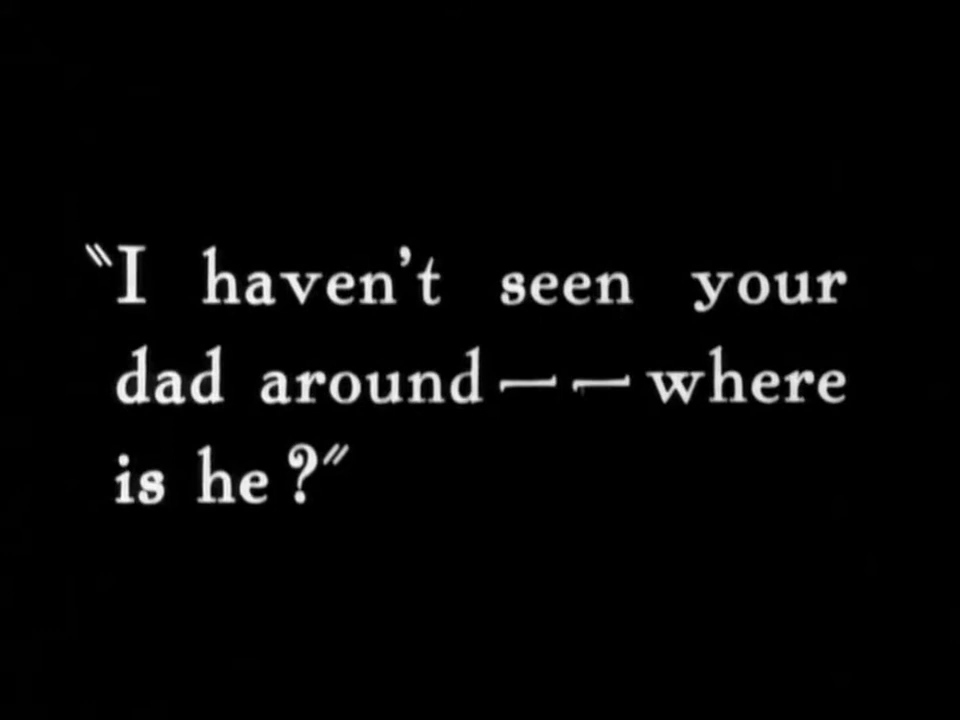 "I haven't seen your
dad around — — where
is he?"